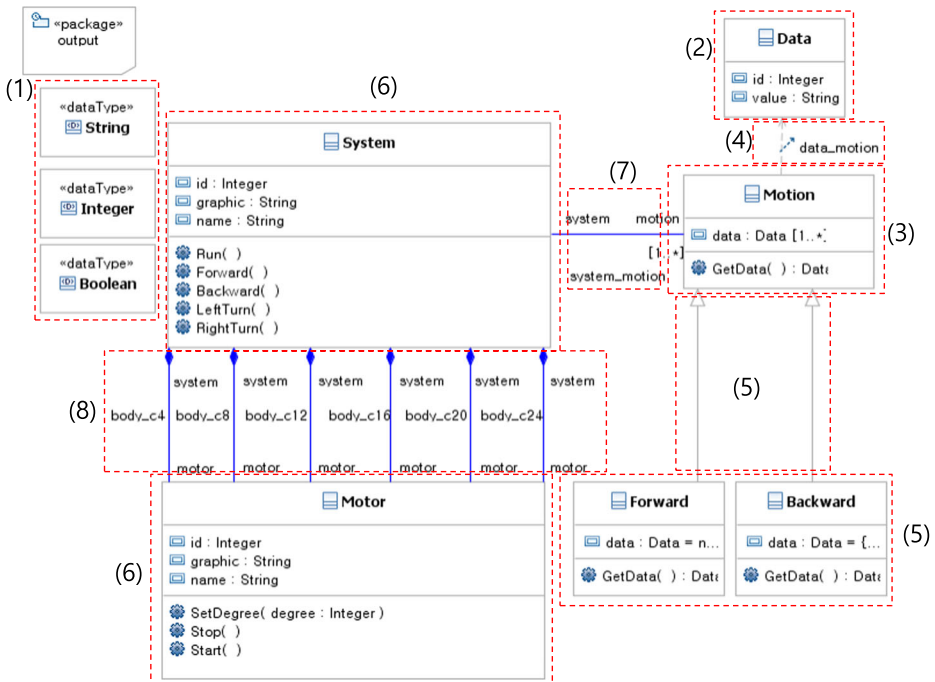 «package»
output
(1)
«dataType»
String
«dataType»
Integer
«dataType»
Boolean
(6)
System
id : Integer
graphic : String
name : String
Run( )
Forward( )
Backward( )
LeftTurn( )
RightTurn( )
(2)
Data
id : Integer
value : String
(4)
data_motion
(7)
system motion
[1..*]
system_motion
Motion
data : Data [1..*]
GetData( ) : Data
(3)
(5)
(8)
system system system system system system
body_c4 body_c8 body_c12 body_c16 body_c20 body_c24
motor motor motor motor motor motor
(6)
Motor
id : Integer
graphic : String
name : String
SetDegree( degree : Integer )
Stop( )
Start( )
Forward
data : Data = n...
GetData( ) : Data
Backward
data : Data = {...
GetData( ) : Data
(5)